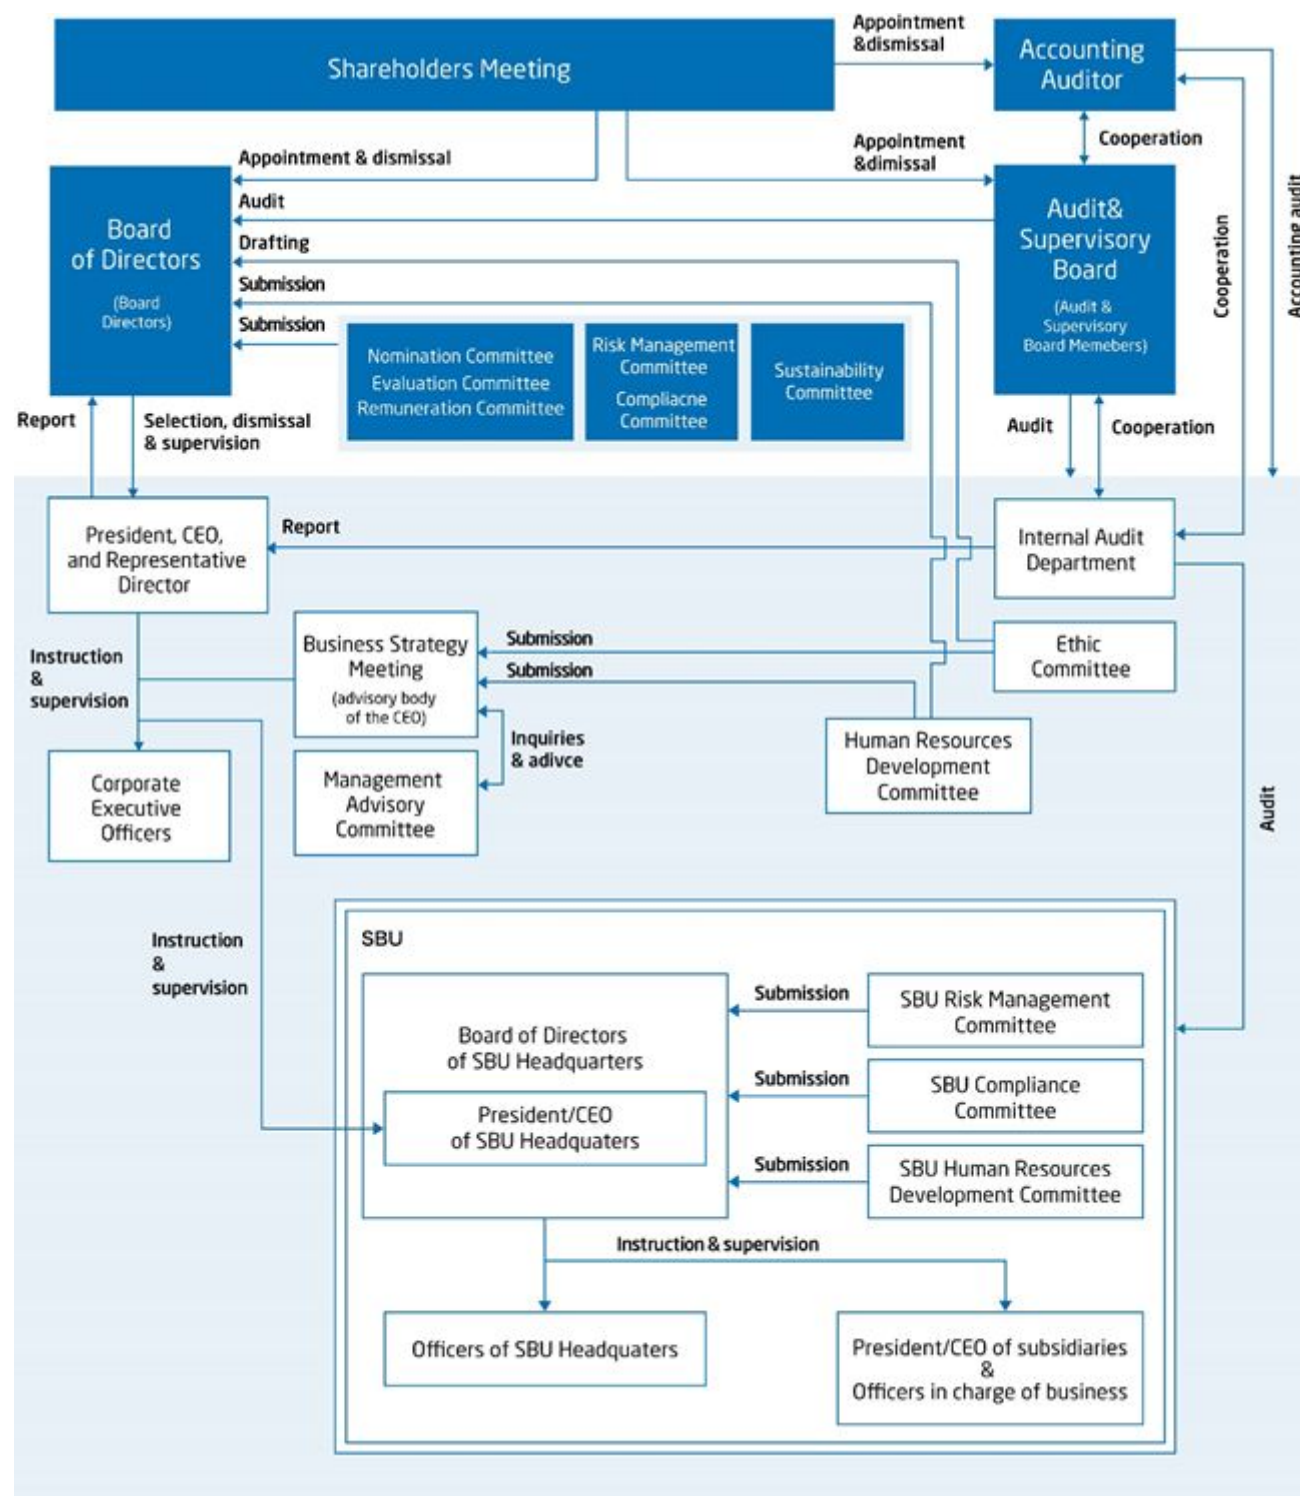 Shareholders Meeting
Appointment
&dismissal
Accounting
Auditor
Cooperation
Appointment & dismissal
Appointment
&dimissal
Board
of Directors
(Board
Directors)
Audit
Drafting
Submission
Submission
Audit&
Supervisory
Board
(Audit &
Supervisory
Board Memebers)
Cooperation
Accounting audit
Nomination Committee
Evaluation Committee
Remuneration Committee
Risk Management
Committee
Compliacne
Committee
Sustainability
Committee
Report
Selection, dismissal
& supervision
Audit
Cooperation
President, CEO,
and Representative
Director
Report
Internal Audit
Department
Instruction
&
supervision
Business Strategy
Meeting
(advisory body
of the CEO)
Submission
Submission
Ethic
Committee
Inquiries
& adivce
Human Resources
Development
Committee
Corporate
Executive
Officers
Management
Advisory
Committee
Audit
Instruction
&
supervision
SBU
Board of Directors
of SBU Headquarters
President/CEO
of SBU Headquaters
Submission
SBU Risk Management
Committee
Submission
SBU Compliance
Committee
Submission
SBU Human Resources
Development Committee
Instruction & supervision
Officers of SBU Headquaters
President/CEO of subsidiaries
&
Officers in charge of business